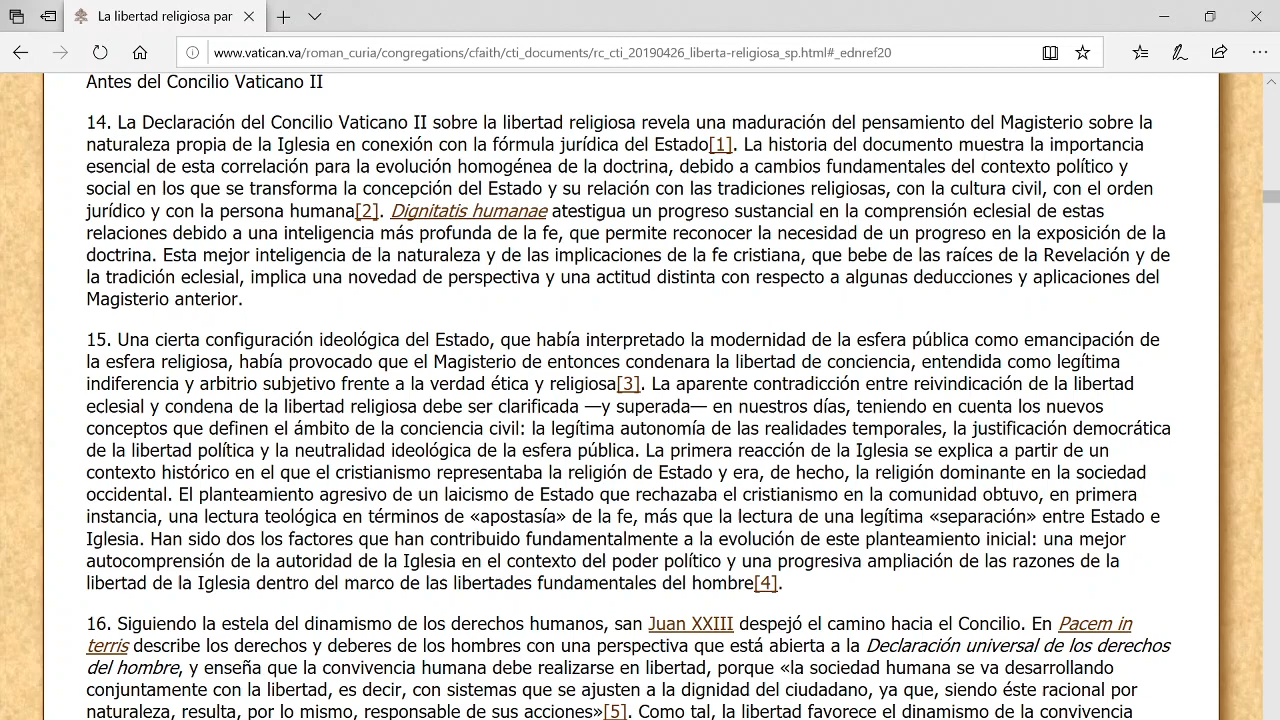 La libertad religiosa par
www.vatican.va/roman_curia/congregations/cfaith/cti_documents/rc_cti_20190426_liberta-religiosa_sp.html#_ednref20
Antes del Concilio Vaticano II
14. La Declaración del Concilio Vaticano II sobre la libertad religiosa revela una maduración del pensamiento del Magisterio sobre la
naturaleza propia de la Iglesia en conexión con la fórmula jurídica del Estado[1]. La historia del documento muestra la importancia
esencial de esta correlación para la evolución homogénea de la doctrina, debido a cambios fundamentales del contexto político y
social en los que se transforma la concepción del Estado y su relación con las tradiciones religiosas, con la cultura civil, con el orden
jurídico y con la persona humana[2]. Dignitatis humanae atestigua un progreso sustancial en la comprensión eclesial de estas
relaciones debido a una inteligencia más profunda de la fe, que permite reconocer la necesidad de un progreso en la exposición de la
doctrina. Esta mejor inteligencia de la naturaleza y de las implicaciones de la fe cristiana, que bebe de las raíces de la Revelación y de
la tradición eclesial, implica una novedad de perspectiva y una actitud distinta con respecto a algunas deducciones y aplicaciones del
Magisterio anterior.
15. Una cierta configuración ideológica del Estado, que había interpretado la modernidad de la esfera pública como emancipación de
la esfera religiosa, había provocado que el Magisterio de entonces condenara la libertad de conciencia, entendida como legítima
indiferencia y arbitrio subjetivo frente a la verdad ética y religiosa[3]. La aparente contradicción entre reivindicación de la libertad
eclesial y condena de la libertad religiosa debe ser clarificada —y superada— en nuestros días, teniendo en cuenta los nuevos
conceptos que definen el ámbito de la conciencia civil: la legítima autonomía de las realidades temporales, la justificación democrática
de la libertad política y la neutralidad ideológica de la esfera pública. La primera reacción de la Iglesia se explica a partir de un
contexto histórico en el que el cristianismo representaba la religión de Estado y era, de hecho, la religión dominante en la sociedad
occidental. El planteamiento agresivo de un laicismo de Estado que rechazaba el cristianismo en la comunidad obtuvo, en primera
instancia, una lectura teológica en términos de «apostasía» de la fe, más que la lectura de una legítima «separación» entre Estado e
Iglesia. Han sido dos los factores que han contribuido fundamentalmente a la evolución de este planteamiento inicial: una mejor
autocomprensión de la autoridad de la Iglesia en el contexto del poder político y una progresiva ampliación de las razones de la
libertad de la Iglesia dentro del marco de las libertades fundamentales del hombre[4].
16. Siguiendo la estela del dinamismo de los derechos humanos, san Juan XXIII despejó el camino hacia el Concilio. En Pacem in
terris describe los derechos y deberes de los hombres con una perspectiva que está abierta a la Declaración universal de los derechos
del hombre, y enseña que la convivencia humana debe realizarse en libertad, porque «la sociedad humana se va desarrollando
conjuntamente con la libertad, es decir, con sistemas que se ajusten a la dignidad del ciudadano, ya que, siendo éste racional por
naturaleza, resulta, por lo mismo, responsable de sus acciones»[5]. Como tal, la libertad favorece el dinamismo de la convivencia